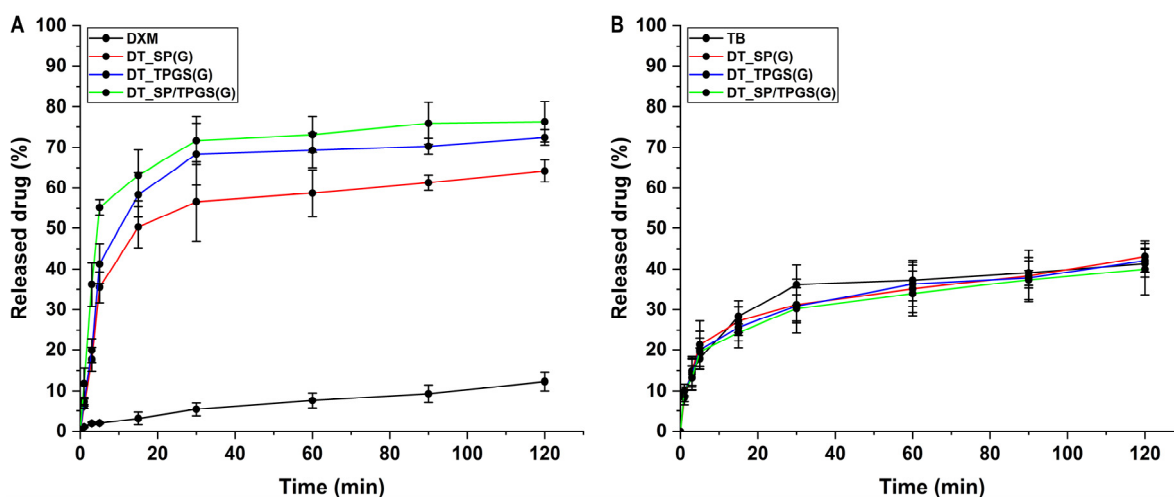 A
DXM
DT_SP(G)
DT_TPGS(G)
DT_SP/TPGS(G)
100
90
80
70
60
50
40
30
20
10
0
Released drug (%)
0 20 40 60 80 100 120
Time (min)
B
TB
DT_SP(G)
DT_TPGS(G)
DT_SP/TPGS(G)
100
90
80
70
60
50
40
30
20
10
0
Released drug (%)
0 20 40 60 80 100 120
Time (min)